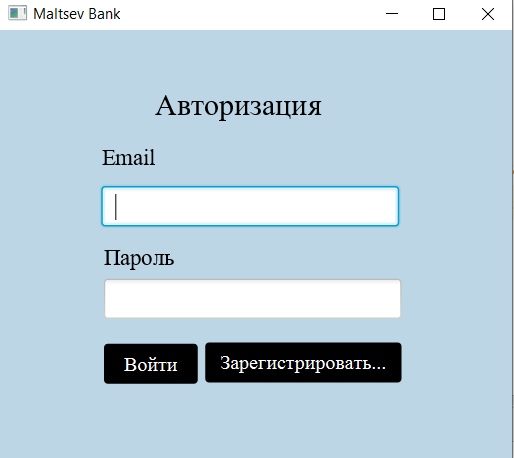 Maltsev Bank
Авторизация
Email
Пароль
Войти
Зарегистрировать...